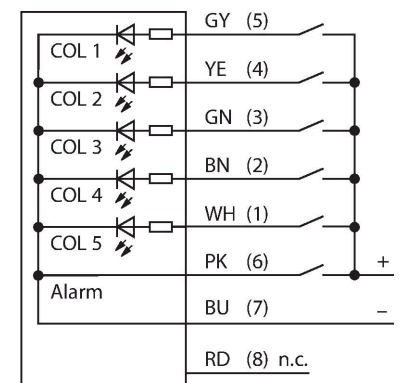 GY (5)
COL 1
YE (4)
COL 2
GN (3)
COL 3
BN (2)
COL 4
WH (1)
COL 5
PK (6) +
Alarm
BU (7) –
RD (8) n.c.